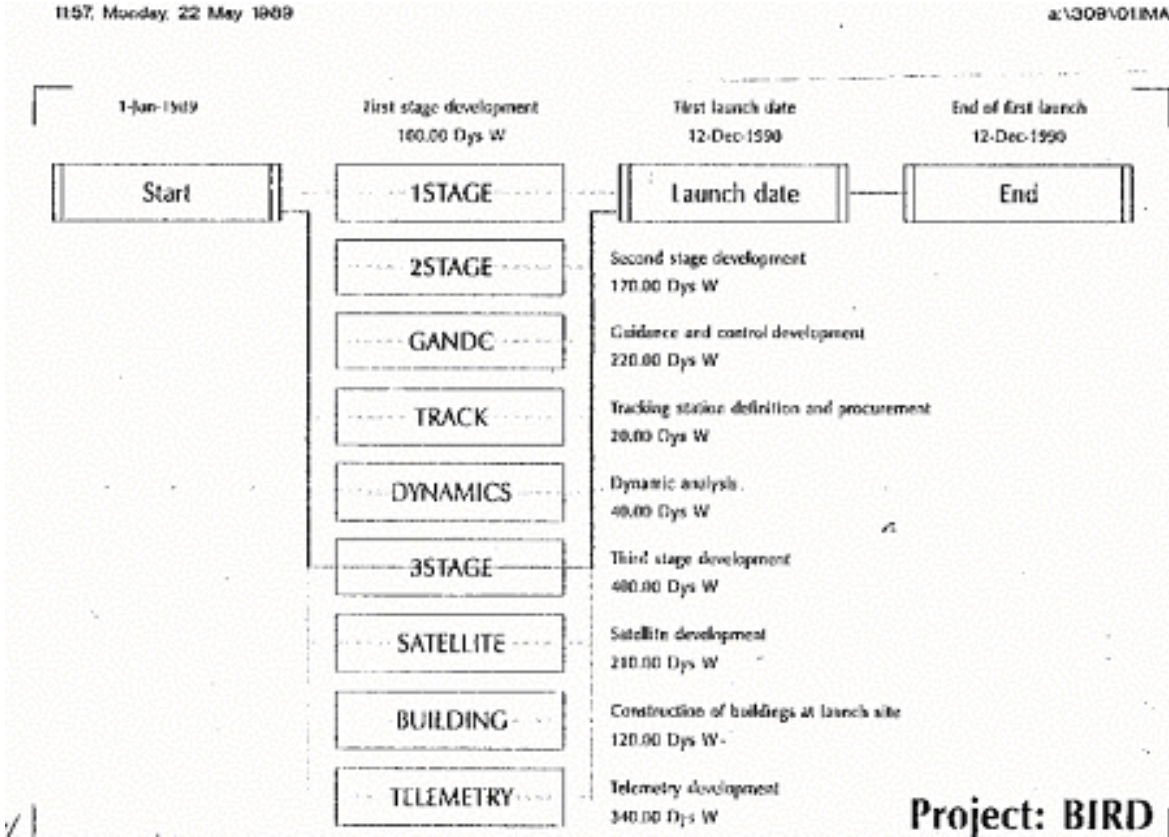 11:57, Monday, 22 May 1989
a:\309\01.IMA
1-Jun-1989
First stage development
100.00 Dys W
First launch date
12-Dec-1990
End of first launch
12-Dec-1990
Start
1STAGE
Launch date
End
2STAGE
Second stage development
170.00 Dys W
GANDC
Guidance and control development
220.00 Dys W
TRACK
Tracking station definition and procurement
20.00 Dys W
DYNAMICS
Dynamic analysis
40.00 Dys W
3STAGE
Third stage development
400.00 Dys W
SATELLITE
Satellite development
210.00 Dys W
BUILDING
Construction of buildings at launch site
120.00 Dys W
TELEMETRY
Telemetry development
340.00 Dys W
Project: BIRD